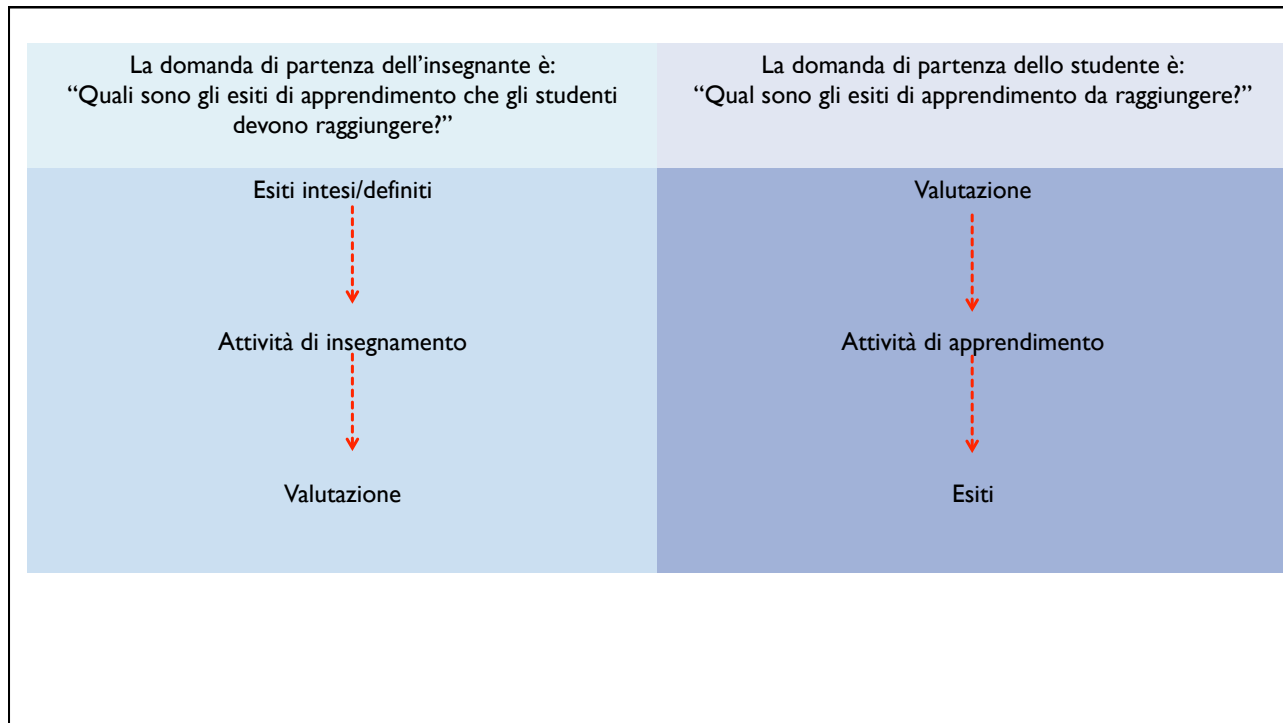 La domanda di partenza dell’insegnante è:
“Quali sono gli esiti di apprendimento che gli studenti
devono raggiungere?”
La domanda di partenza dello studente è:
“Qual sono gli esiti di apprendimento da raggiungere?”
Esiti intesi/definiti
Attività di insegnamento
Valutazione
Valutazione
Attività di apprendimento
Esiti